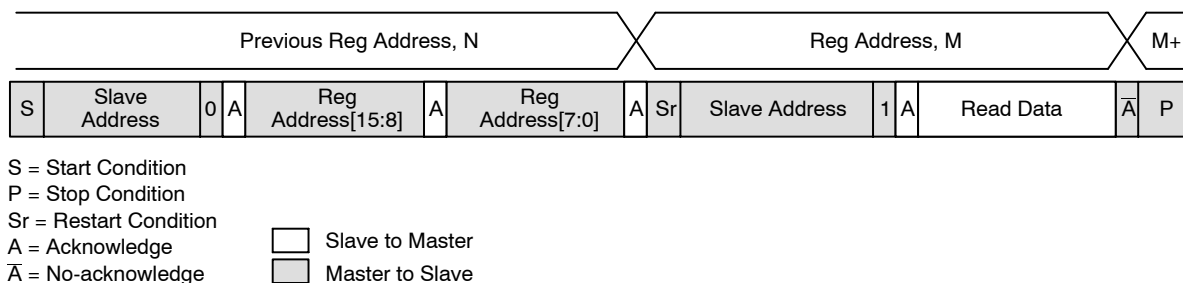 Previous Reg Address, N Reg Address, M M+
S Slave Address 0 A Reg Address[15:8] A Reg Address[7:0] A Sr Slave Address 1 A Read Data A̅ P
S = Start Condition
P = Stop Condition
Sr = Restart Condition
A = Acknowledge
A̅ = No-acknowledge
Slave to Master
Master to Slave